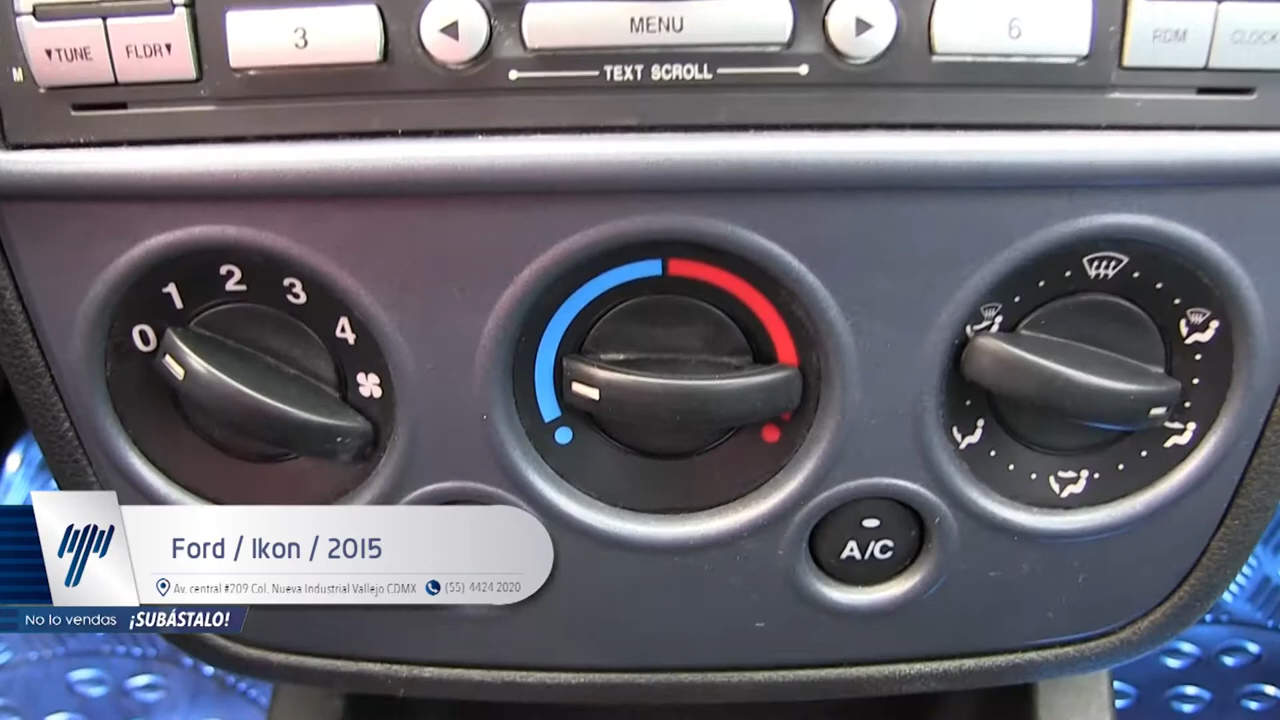 ▼TUNE FLDR▼ 3 ◀ MENU ▶ 6 RDM CLOCK
M TEXT SCROLL
0 1 2 3 4
A/C
Ford / Ikon / 2015
Av. central #209 Col. Nueva Industrial Vallejo CDMX (55) 4424 2020
No lo vendas ¡SUBÁSTALO!